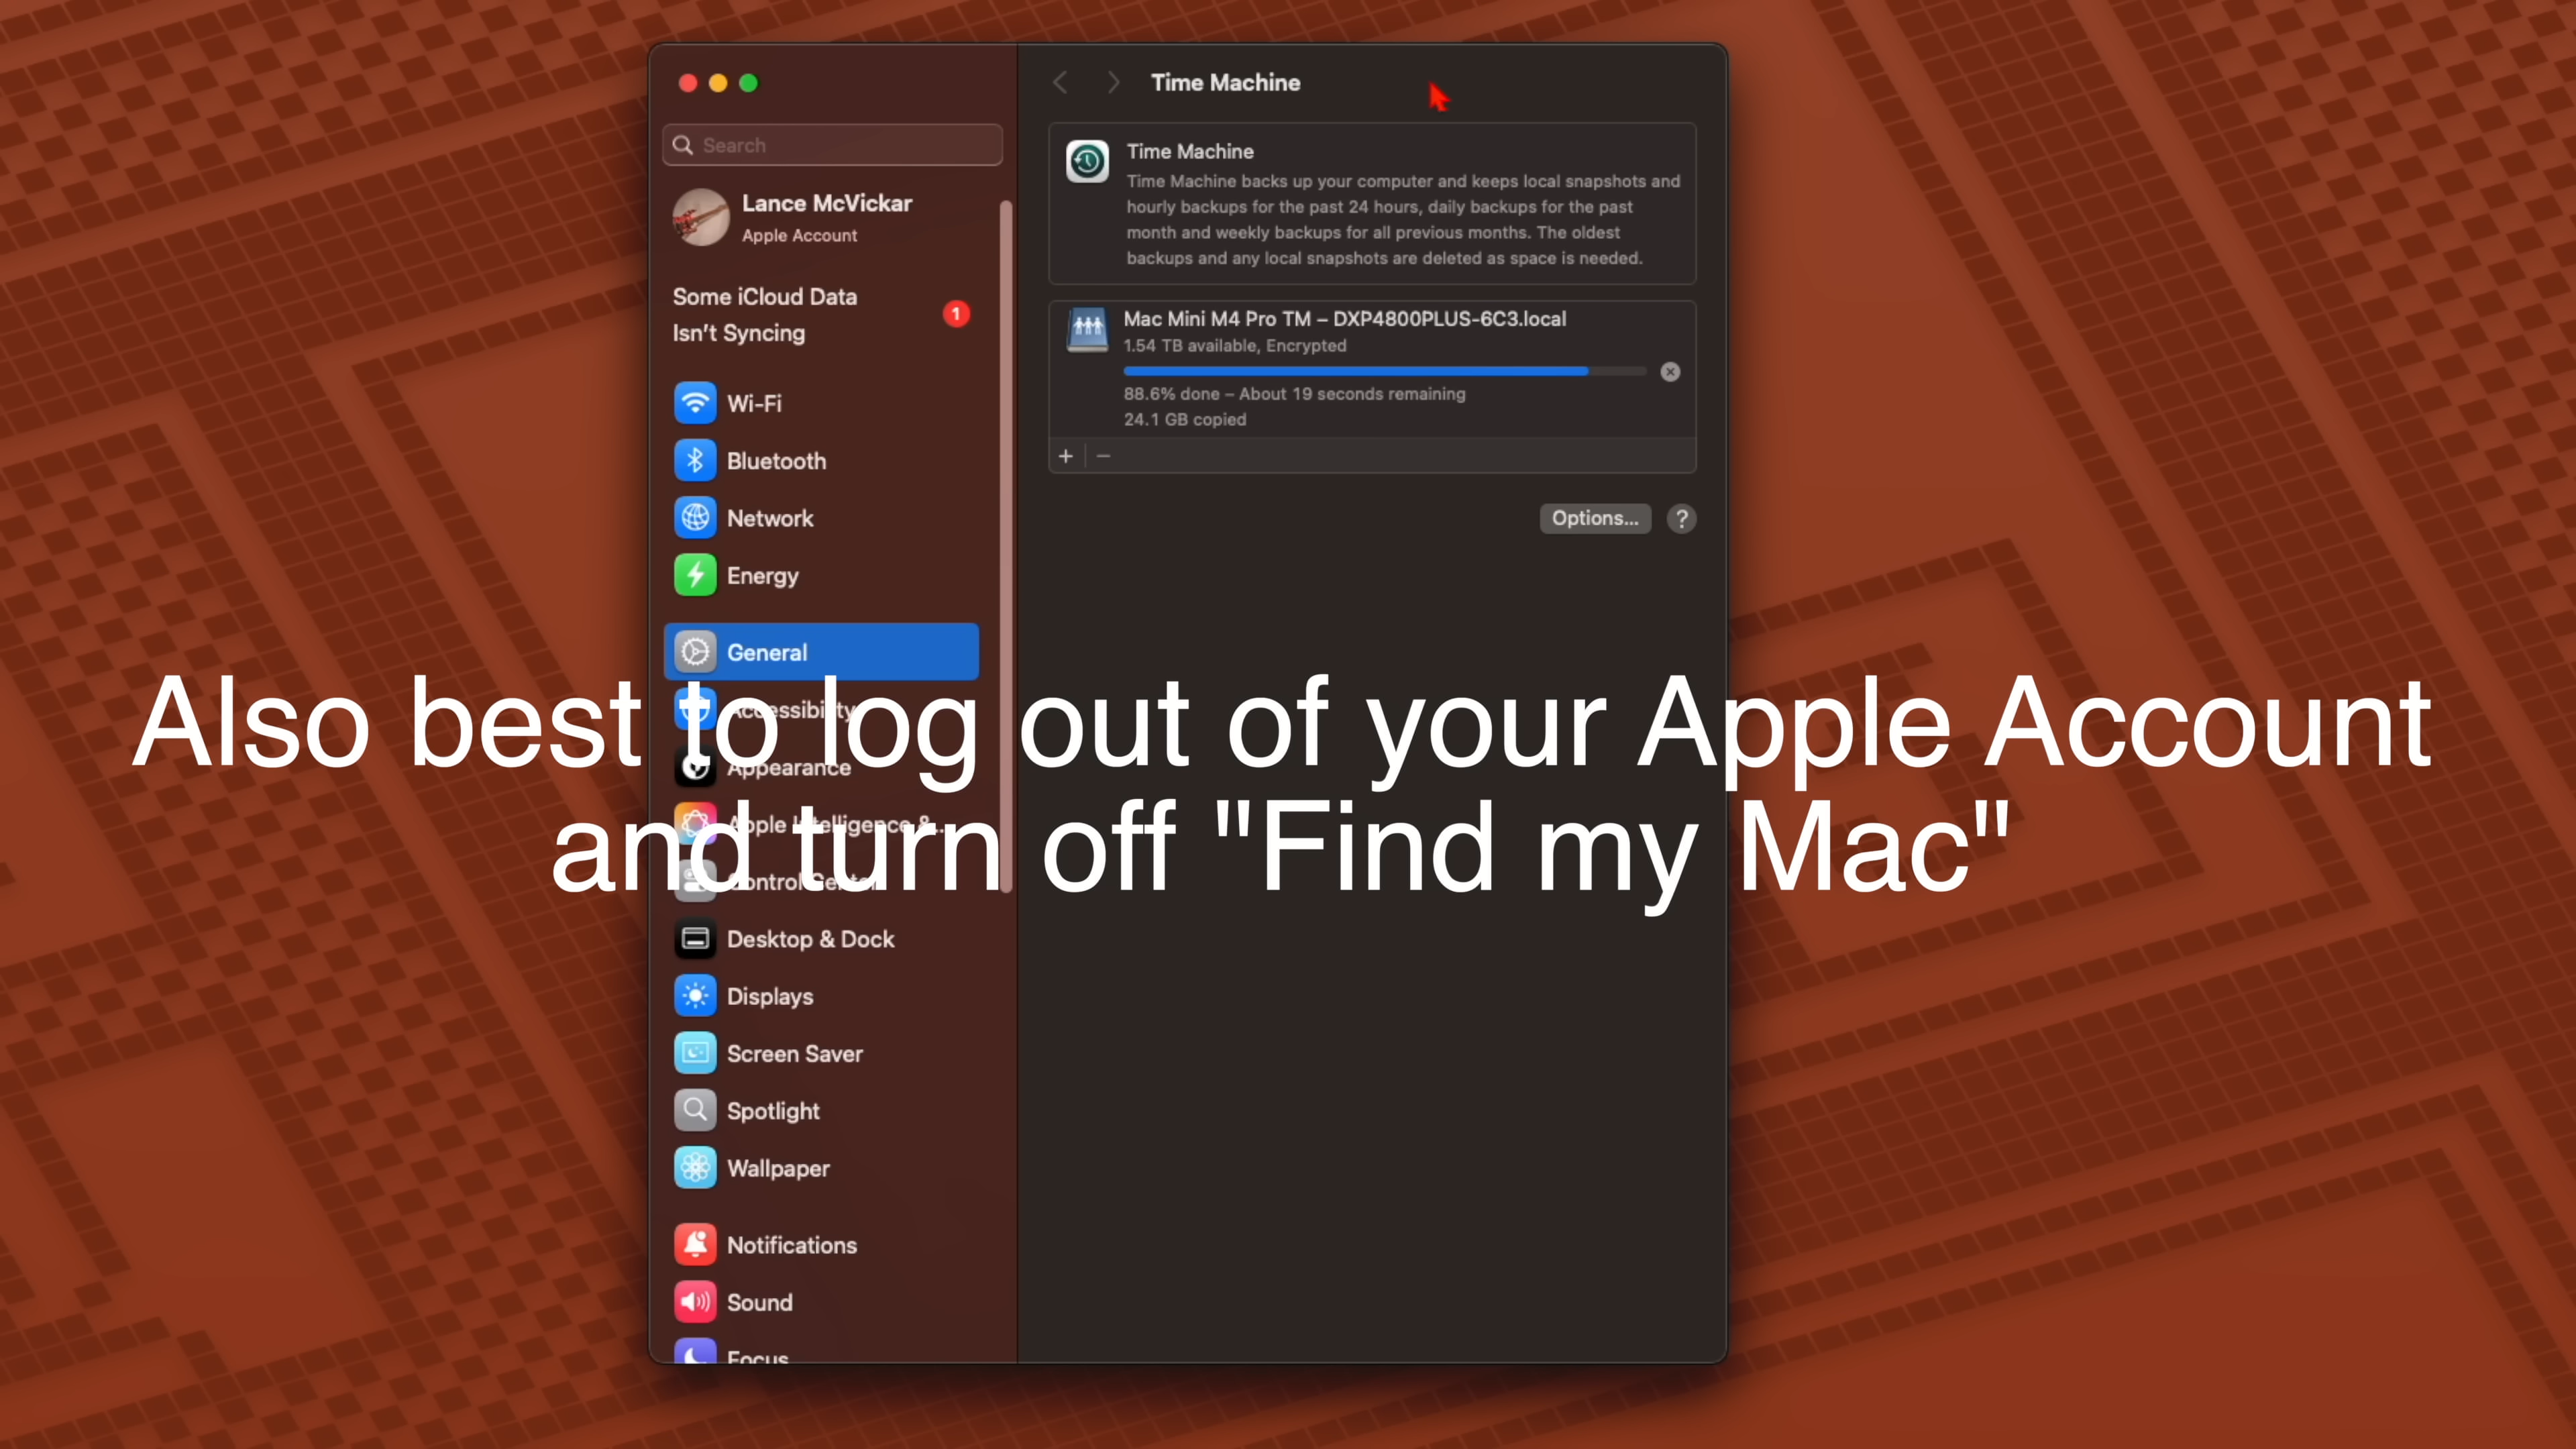 Time Machine
Search
Lance McVickar
Apple Account
Some iCloud Data
Isn't Syncing
1
Wi-Fi
Bluetooth
Network
Energy
General
Accessibility
Appearance
Apple Intelligence &...
Control Center
Desktop & Dock
Displays
Screen Saver
Spotlight
Wallpaper
Notifications
Sound
Focus
Time Machine
Time Machine backs up your computer and keeps local snapshots and
hourly backups for the past 24 hours, daily backups for the past
month and weekly backups for all previous months. The oldest
backups and any local snapshots are deleted as space is needed.
Mac Mini M4 Pro TM – DXP4800PLUS-6C3.local
1.54 TB available, Encrypted
88.6% done – About 19 seconds remaining
24.1 GB copied
+ −
Options... ?
Also best to log out of your Apple Account
and turn off "Find my Mac"